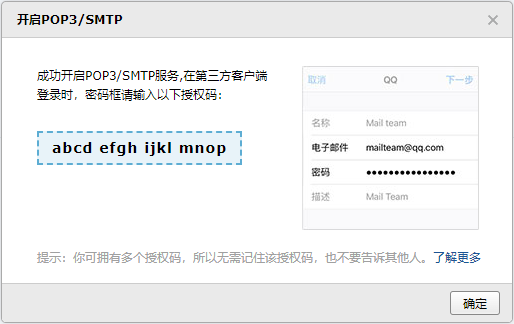 开启POP3/SMTP
成功开启POP3/SMTP服务,在第三方客户端
登录时，密码框请输入以下授权码：
abcd efgh ijkl mnop
取消 QQ 下一步
名称 Mail team
电子邮件 mailteam@qq.com
密码 ●●●●●●●●●●●●●●●●
描述 Mail Team
提示：你可拥有多个授权码，所以无需记住该授权码，也不要告诉其他人。了解更多
确定